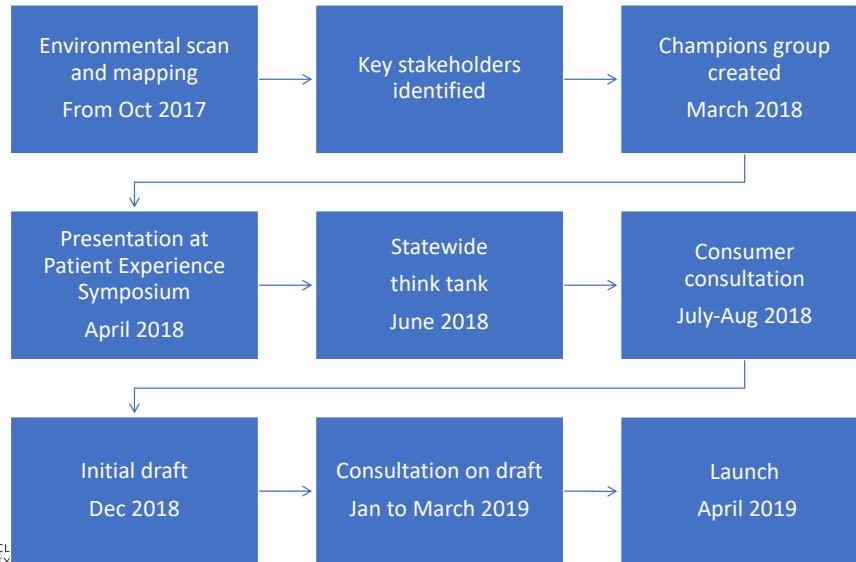 Environmental scan
and mapping
From Oct 2017
Key stakeholders
identified
Champions group
created
March 2018
Presentation at
Patient Experience
Symposium
April 2018
Statewide
think tank
June 2018
Consumer
consultation
July-Aug 2018
Initial draft
Dec 2018
Consultation on draft
Jan to March 2019
Launch
April 2019
CL